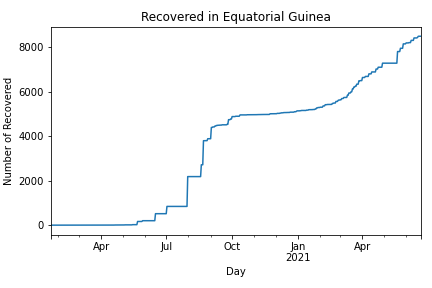 Recovered in Equatorial Guinea
8000
6000
4000
2000
0
Number of Recovered
Apr
Jul
Oct
Jan
2021
Apr
Day